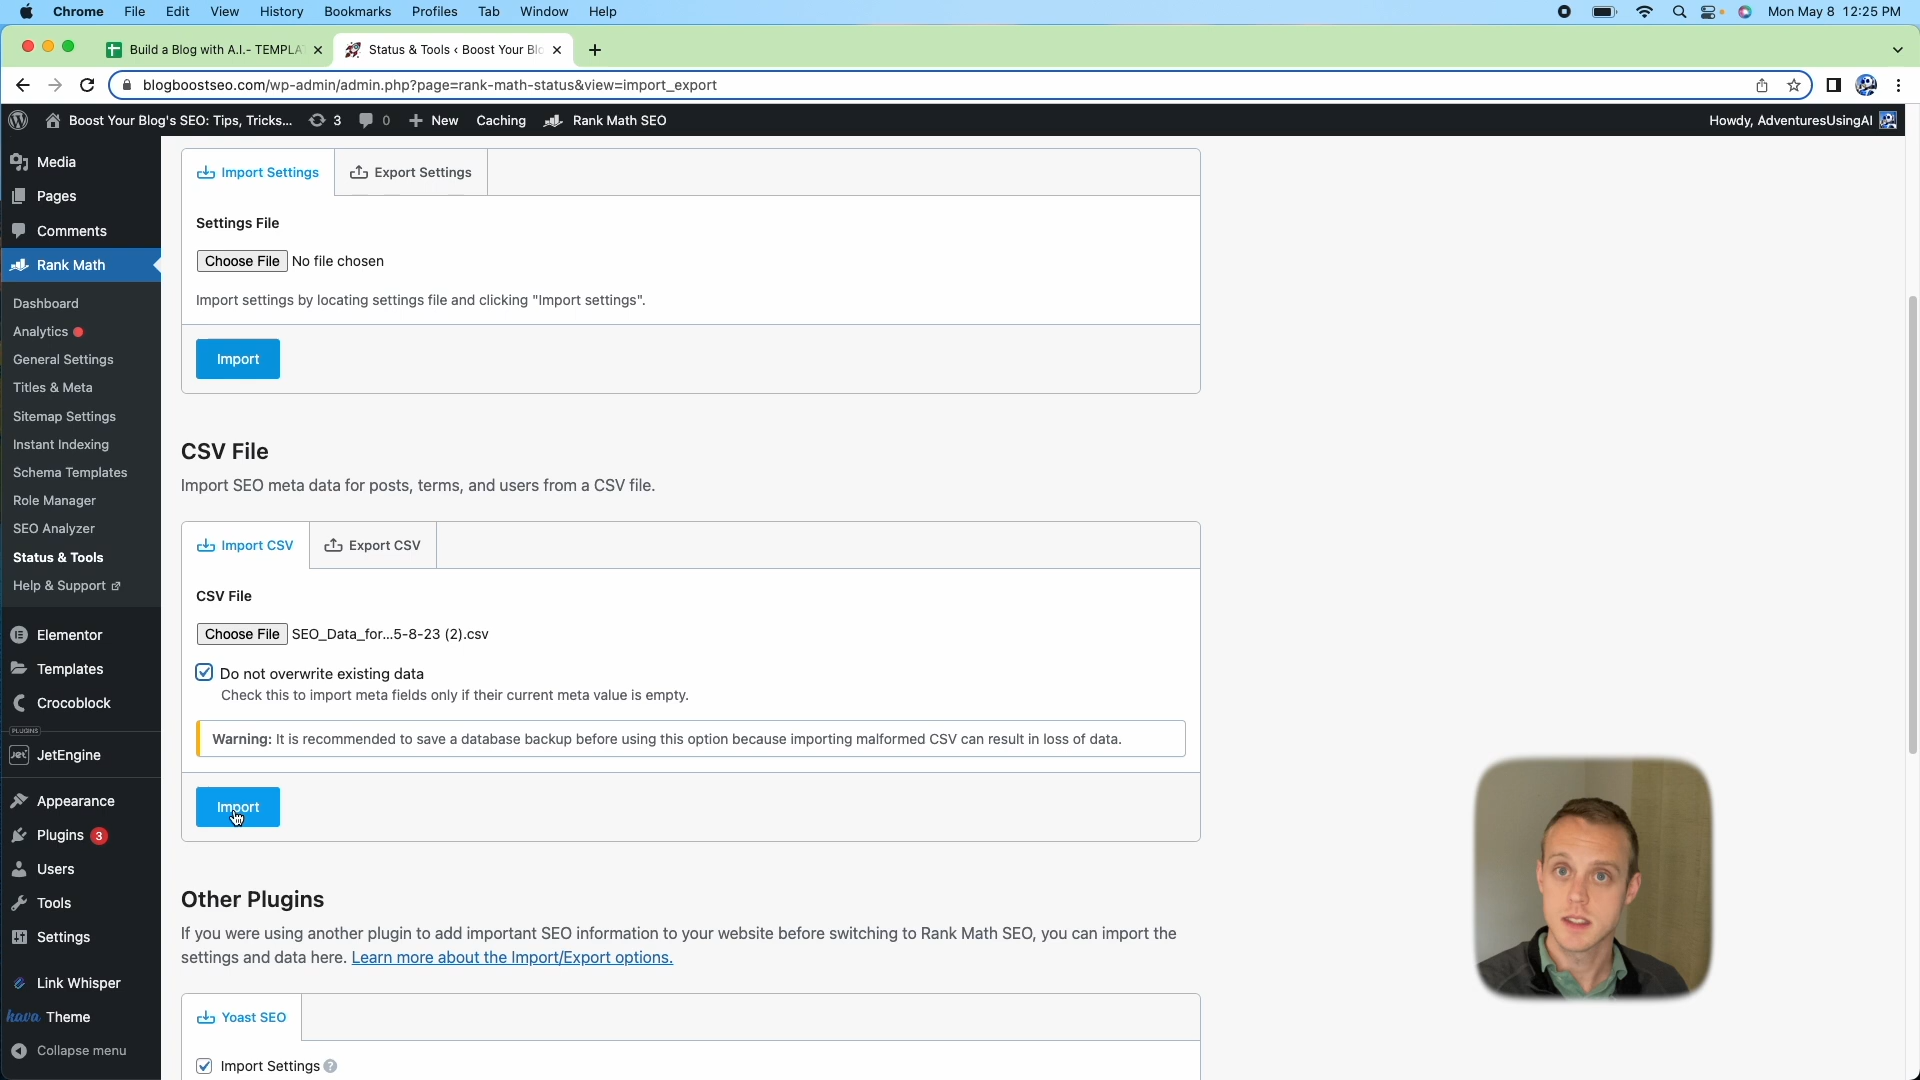 Chrome File Edit View History Bookmarks Profiles Tab Window Help Mon May 8 12:25 PM
Build a Blog with A.I.- TEMPLA Status & Tools ‹ Boost Your Blo
blogboostseo.com/wp-admin/admin.php?page=rank-math-status&view=import_export
Boost Your Blog's SEO: Tips, Tricks... 3 0 New Caching Rank Math SEO Howdy, AdventuresUsingAI
Media
Pages
Comments
Rank Math
Dashboard
Analytics
General Settings
Titles & Meta
Sitemap Settings
Instant Indexing
Schema Templates
Role Manager
SEO Analyzer
Status & Tools
Help & Support
Elementor
Templates
Crocoblock
PLUGINS
Jet JetEngine
Appearance
Plugins 3
Users
Tools
Settings
Link Whisper
hava Theme
Collapse menu
Import Settings Export Settings
Settings File
Choose File No file chosen
Import settings by locating settings file and clicking "Import settings".
Import
CSV File
Import SEO meta data for posts, terms, and users from a CSV file.
Import CSV Export CSV
CSV File
Choose File SEO_Data_for...5-8-23 (2).csv
Do not overwrite existing data
Check this to import meta fields only if their current meta value is empty.
Warning: It is recommended to save a database backup before using this option because importing malformed CSV can result in loss of data.
Import
Other Plugins
If you were using another plugin to add important SEO information to your website before switching to Rank Math SEO, you can import the
settings and data here. Learn more about the Import/Export options.
Yoast SEO
Import Settings ?